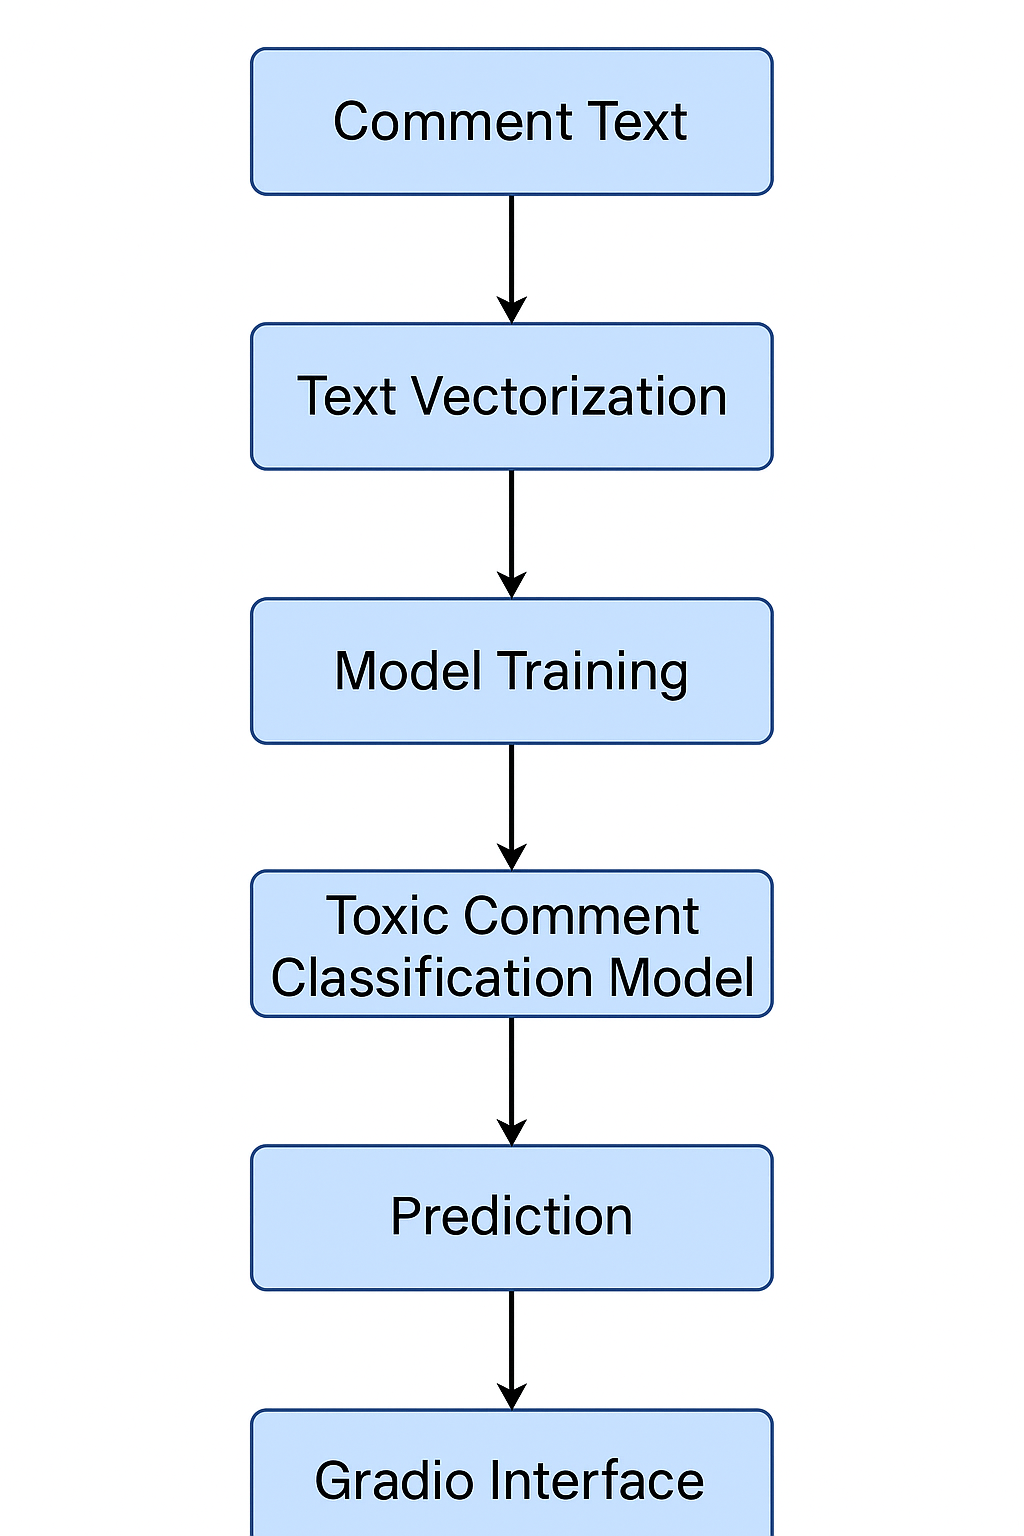 Comment Text
Text Vectorization
Model Training
Toxic Comment
Classification Model
Prediction
Gradio Interface